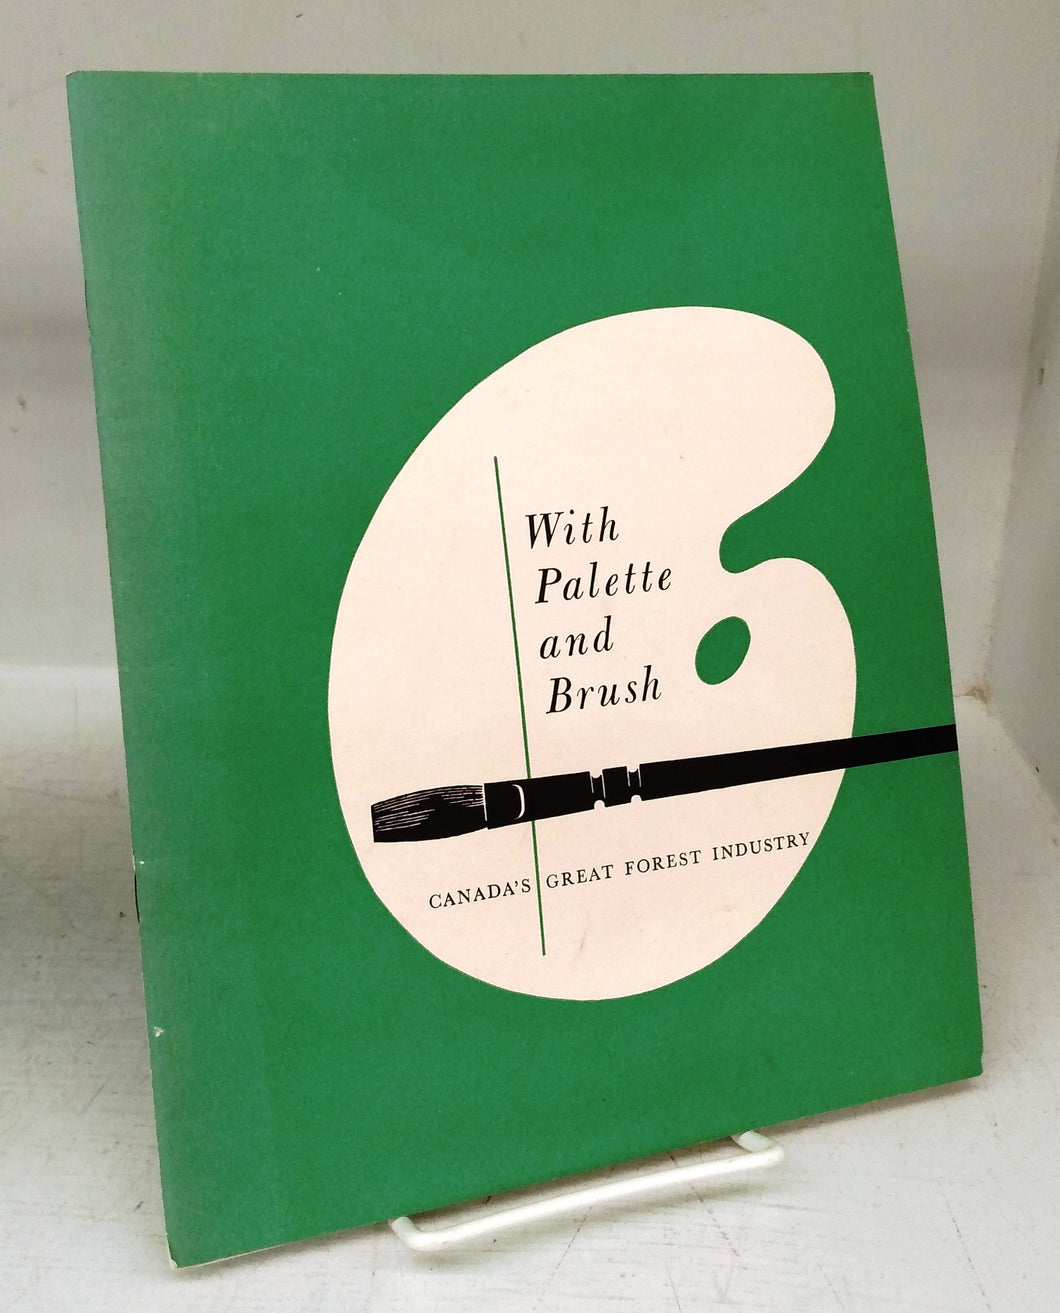 With
Palette
and
Brush
CANADA'S GREAT FOREST INDUSTRY